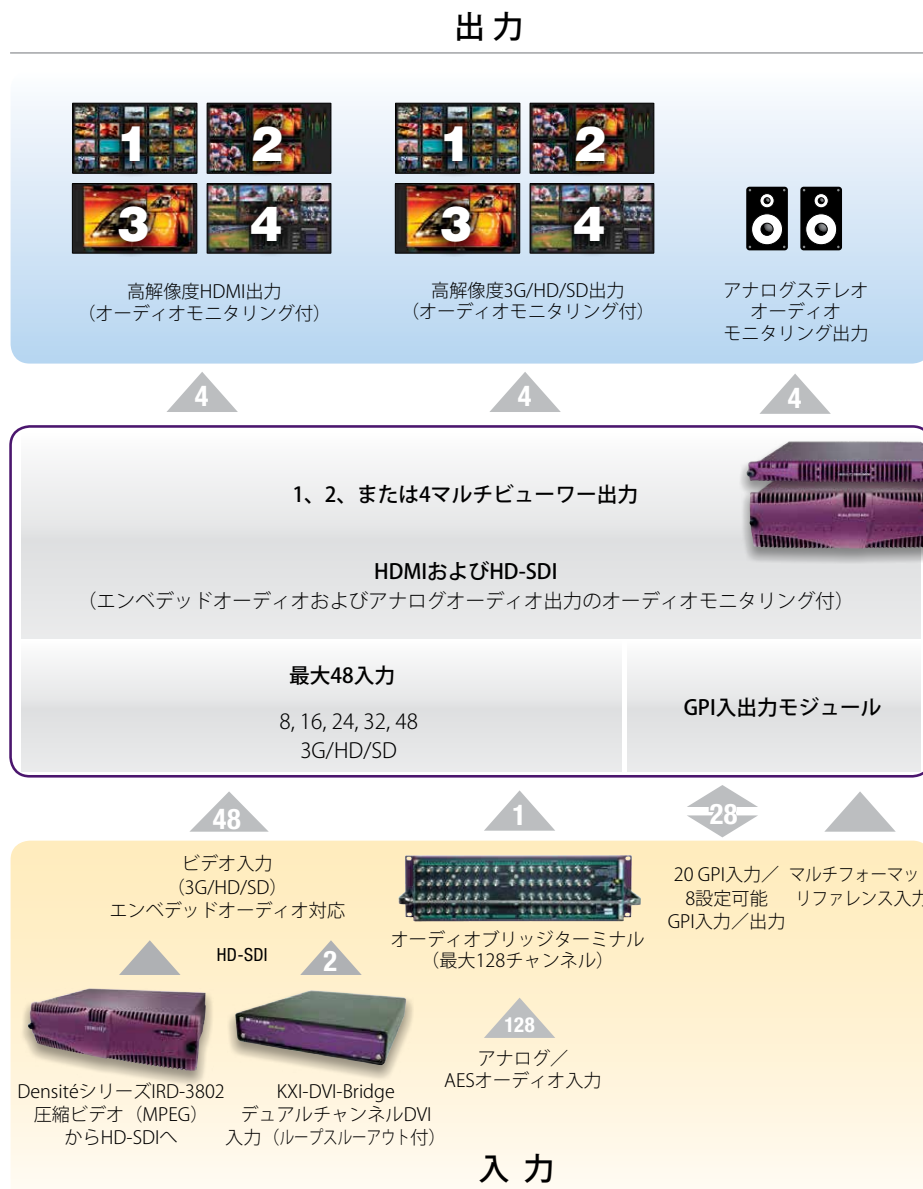 出力
1
2
3
4
1
2
3
4
高解像度HDMI出力
（オーディオモニタリング付）
高解像度3G/HD/SD出力
（オーディオモニタリング付）
アナログステレオ
オーディオ
モニタリング出力
4
4
4
1、2、または4マルチビューワー出力
HDMIおよびHD-SDI
（エンベデッドオーディオおよびアナログオーディオ出力のオーディオモニタリング付）
最大48入力
8, 16, 24, 32, 48
3G/HD/SD
GPI入出力モジュール
48
1
28
ビデオ入力
（3G/HD/SD）
エンベデッドオーディオ対応
オーディオブリッジターミナル
（最大128チャンネル）
20 GPI入力／
8設定可能
GPI入力／出力
マルチフォーマッ
リファレンス入力
HD-SDI
2
128
アナログ／
AESオーディオ入力
DensitéシリーズIRD-3802
圧縮ビデオ（MPEG）
からHD-SDIへ
KXI-DVI-Bridge
デュアルチャンネルDVI
入力（ループスルーアウト付）
入力